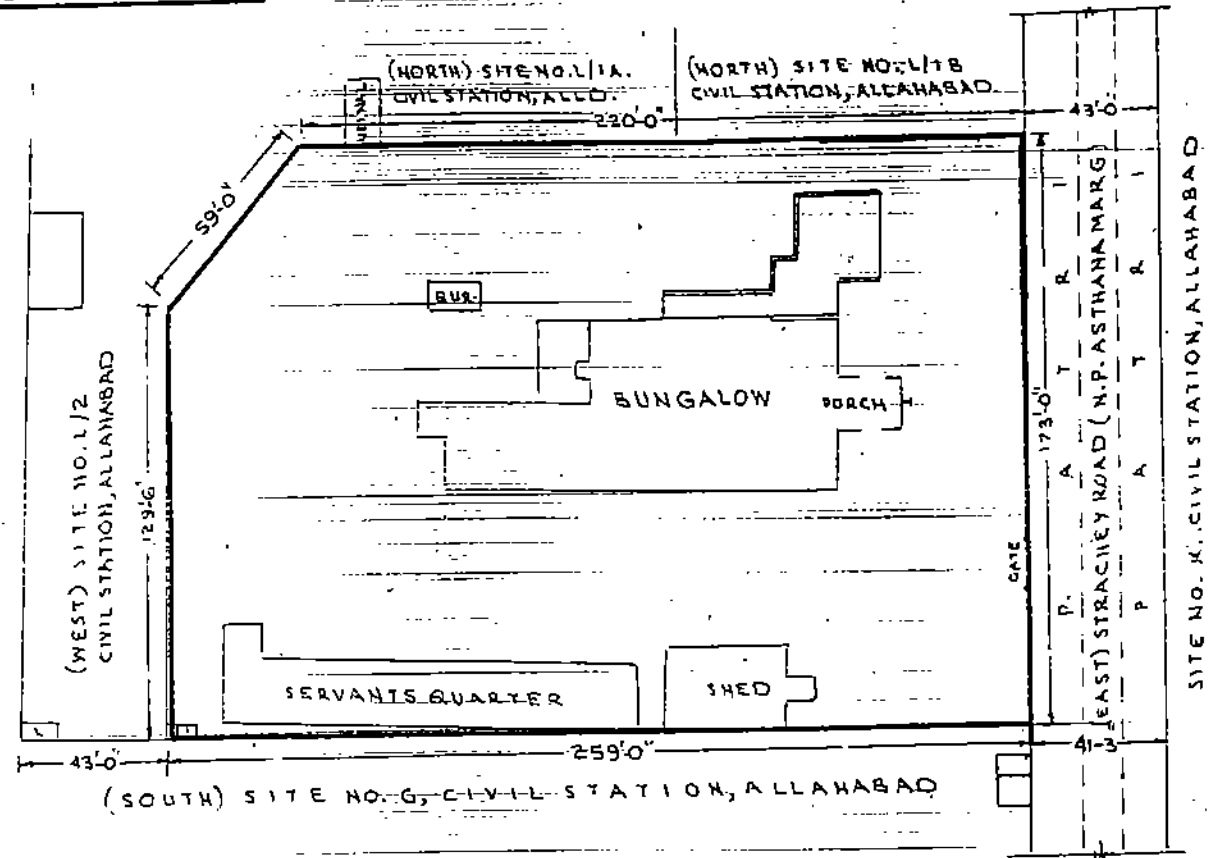 (NORTH) SITE NO. L/1A.
CIVIL STATION, ALLD.
(NORTH) SITE NO. L/1B
CIVIL STATION, ALLAHABAD.
220'-0"
43'-0"
59'-0"
BUNGALOW
PORCH
(WEST) SITE NO. L/2
CIVIL STATION, ALLAHABAD
129'-6"
173'-0"
GATE
(EAST) STRACHEY ROAD (N.P. ASTHANA MARG)
P. A T R I
P A T R I
SITE NO. K. CIVIL STATION, ALLAHABAD
SERVANTS QUARTER
SHED
43'-0"
259'-0"
41-3
(SOUTH) SITE NO. G, CIVIL STATION, ALLAHABAD